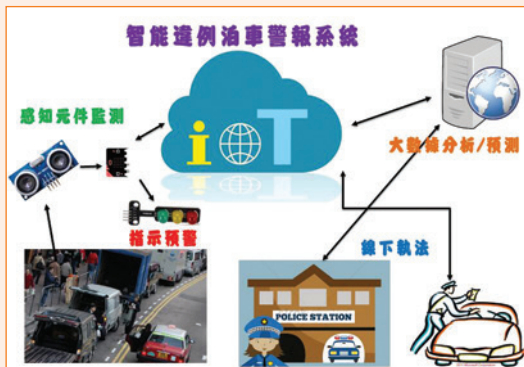 智能違例泊車警報系統
感知元件監測
iOT
大數據分析/預測
指示預警
線下執法
POLICE STATION